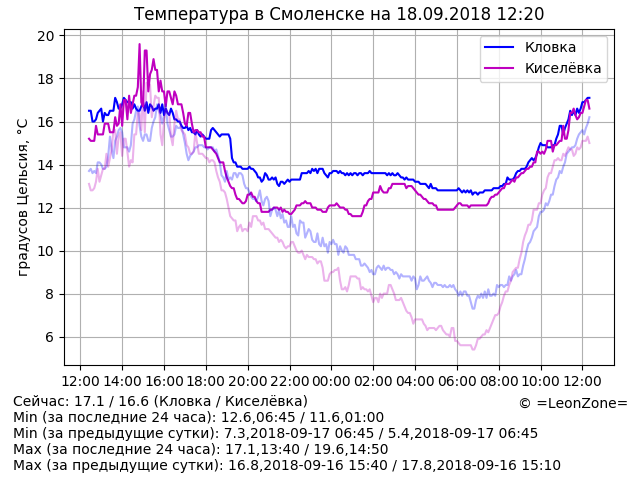 Температура в Смоленске на 18.09.2018 12:20
Кловка
Киселёвка
градусов Цельсия, °C
20
18
16
14
12
10
8
6
12:00 14:00 16:00 18:00 20:00 22:00 00:00 02:00 04:00 06:00 08:00 10:00 12:00
Сейчас: 17.1 / 16.6 (Кловка / Киселёвка)
© =LeonZone=
Min (за последние 24 часа): 12.6,06:45 / 11.6,01:00
Min (за предыдущие сутки): 7.3,2018-09-17 06:45 / 5.4,2018-09-17 06:45
Max (за последние 24 часа): 17.1,13:40 / 19.6,14:50
Max (за предыдущие сутки): 16.8,2018-09-16 15:40 / 17.8,2018-09-16 15:10